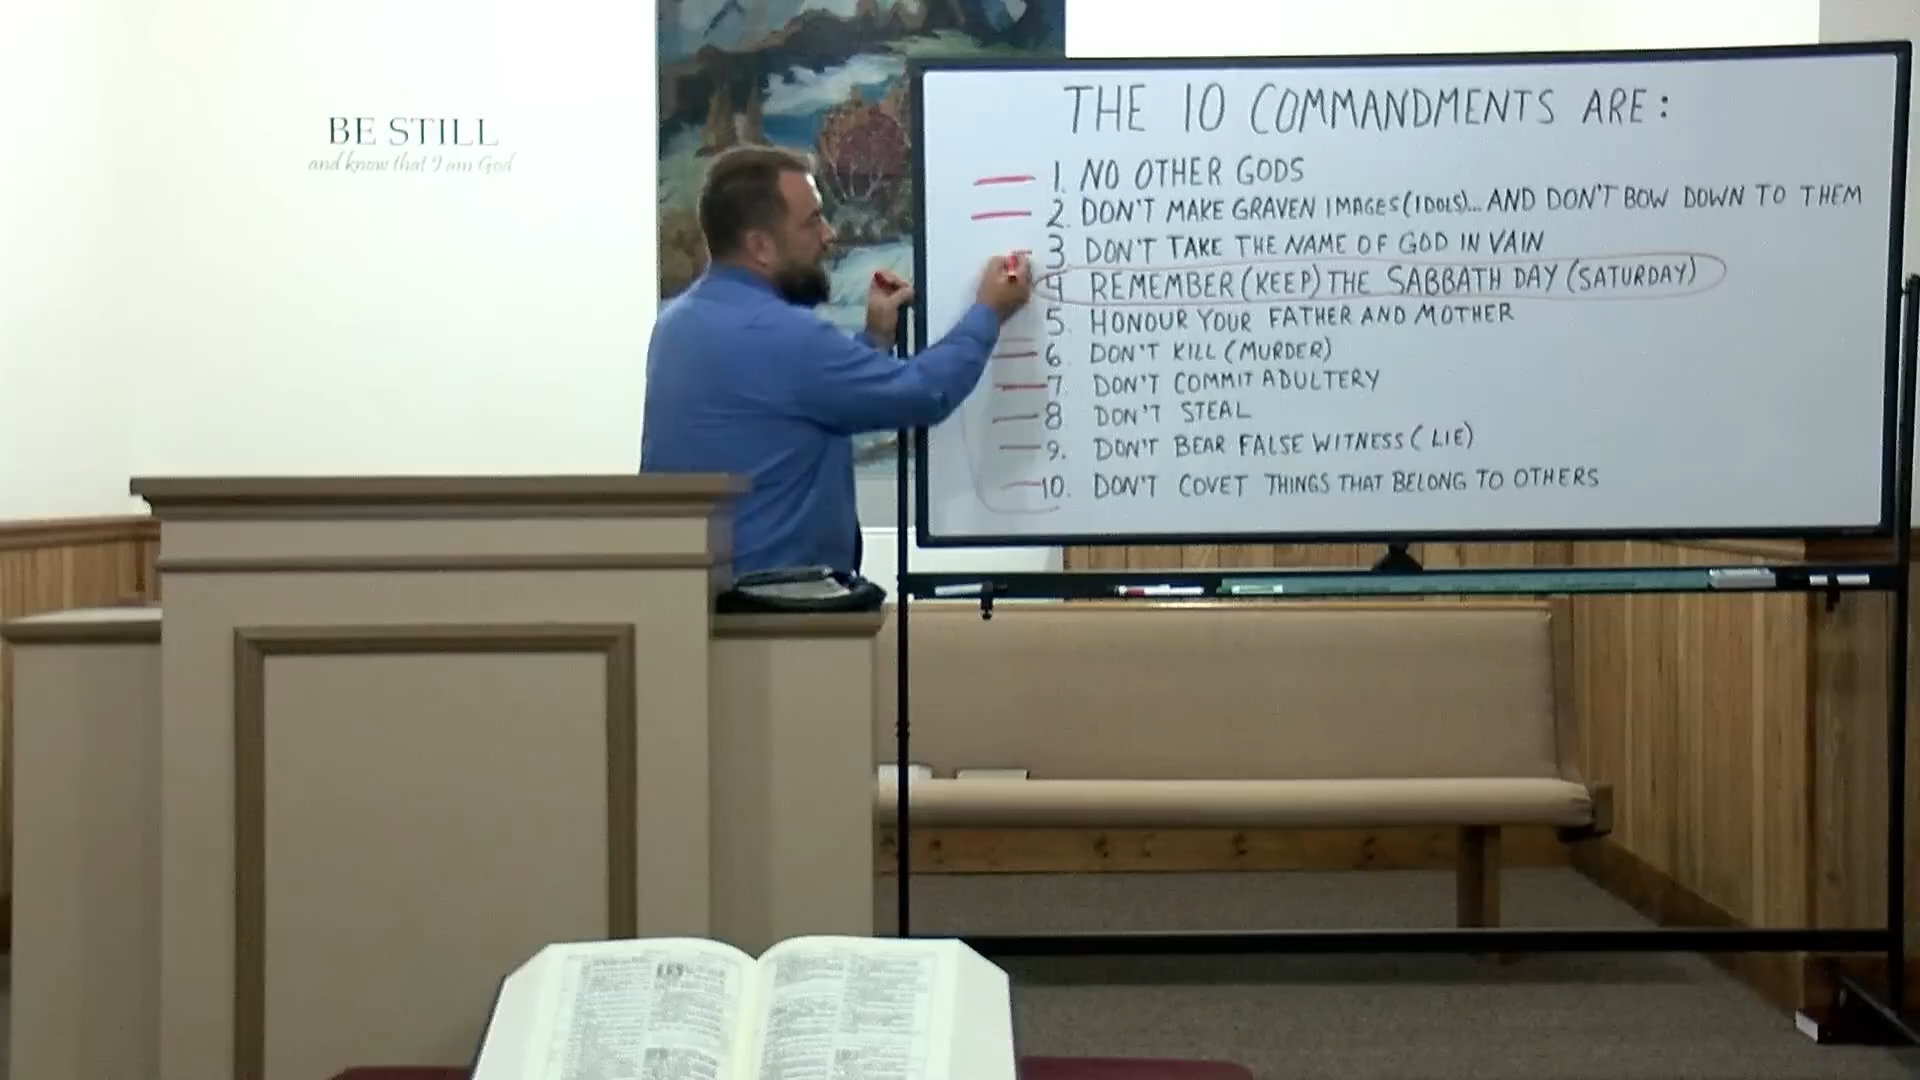 BE STILL
and know that I am God
THE 10 COMMANDMENTS ARE:
1. NO OTHER GODS
2. DON'T MAKE GRAVEN IMAGES (IDOLS)... AND DON'T BOW DOWN TO THEM
3. DON'T TAKE THE NAME OF GOD IN VAIN
4 REMEMBER (KEEP) THE SABBATH DAY (SATURDAY)
5. HONOUR YOUR FATHER AND MOTHER
6. DON'T KILL (MURDER)
7. DON'T COMMIT ADULTERY
8 DON'T STEAL
9. DON'T BEAR FALSE WITNESS (LIE)
10. DON'T COVET THINGS THAT BELONG TO OTHERS